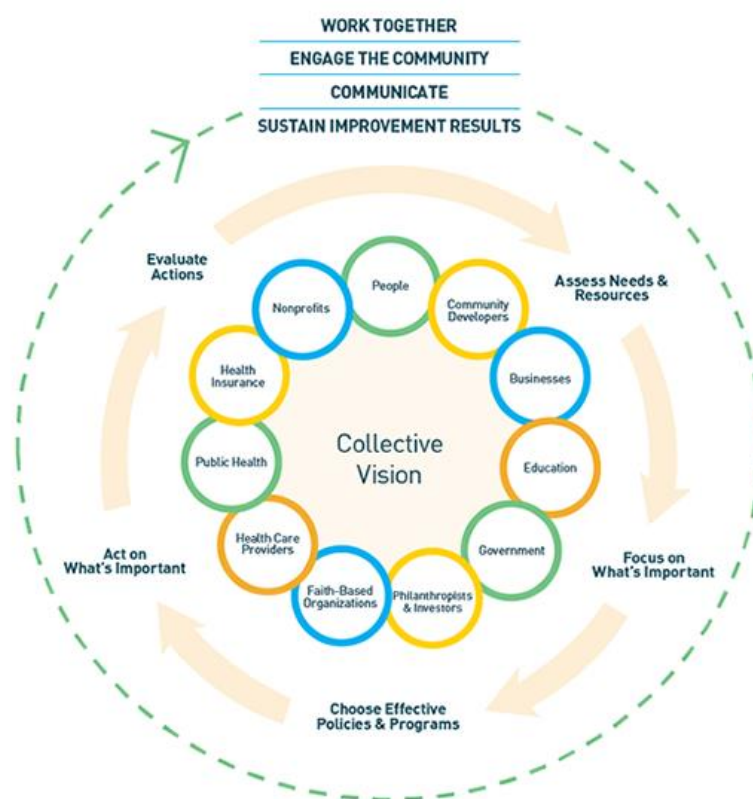 WORK TOGETHER
ENGAGE THE COMMUNITY
COMMUNICATE
SUSTAIN IMPROVEMENT RESULTS
Evaluate
Actions
Assess Needs &
Resources
Focus on
What's Important
Choose Effective
Policies & Programs
Act on
What's Important
People
Community
Developers
Businesses
Education
Government
Philanthropists
& Investors
Faith-Based
Organizations
Health Care
Providers
Public Health
Health
Insurance
Nonprofits
Collective
Vision